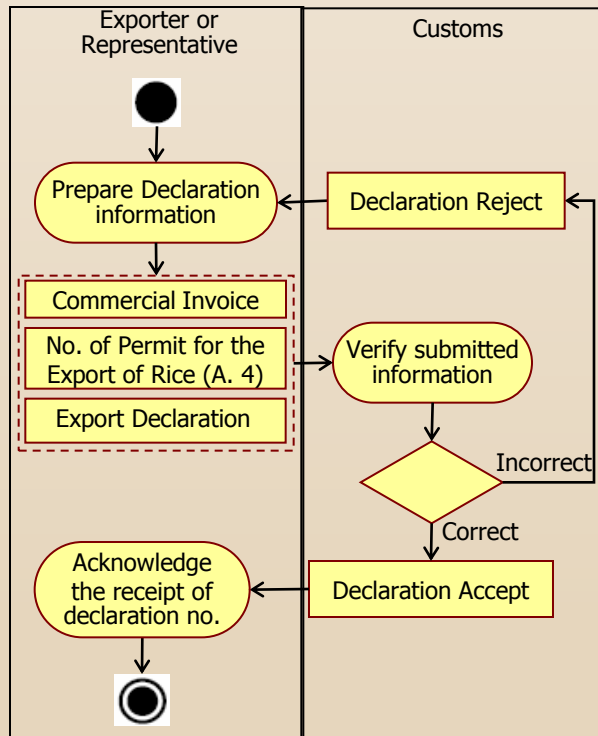 Exporter or
Representative
Customs
Prepare Declaration
information
Declaration Reject
Commercial Invoice
No. of Permit for the
Export of Rice (A. 4)
Export Declaration
Verify submitted
information
Incorrect
Correct
Acknowledge
the receipt of
declaration no.
Declaration Accept